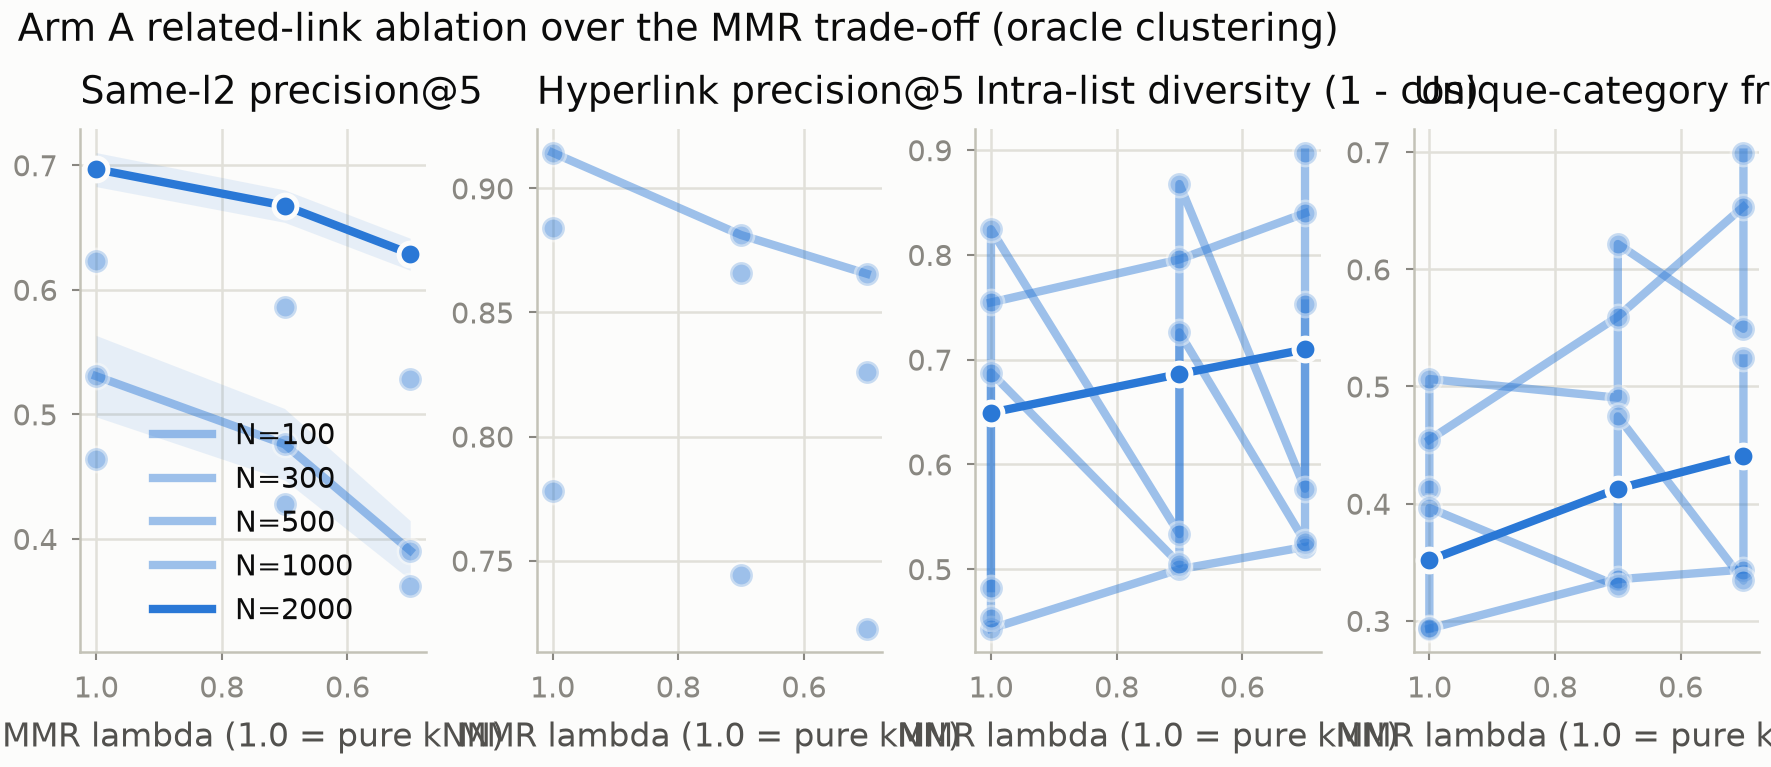 Arm A related-link ablation over the MMR trade-off (oracle clustering)
Same-l2 precision@5
Hyperlink precision@5
Intra-list diversity (1 - cos)
Unique-category fr
0.7
0.6
0.5
0.4
N=100
N=300
N=500
N=1000
N=2000
1.0 0.8 0.6
MMR lambda (1.0 = pure kNN)
0.90
0.85
0.80
0.75
1.0 0.8 0.6
MMR lambda (1.0 = pure kNN)
0.9
0.8
0.7
0.6
0.5
1.0 0.8 0.6
MMR lambda (1.0 = pure kNN)
0.7
0.6
0.5
0.4
0.3
1.0 0.8 0.6
MMR lambda (1.0 = pure k